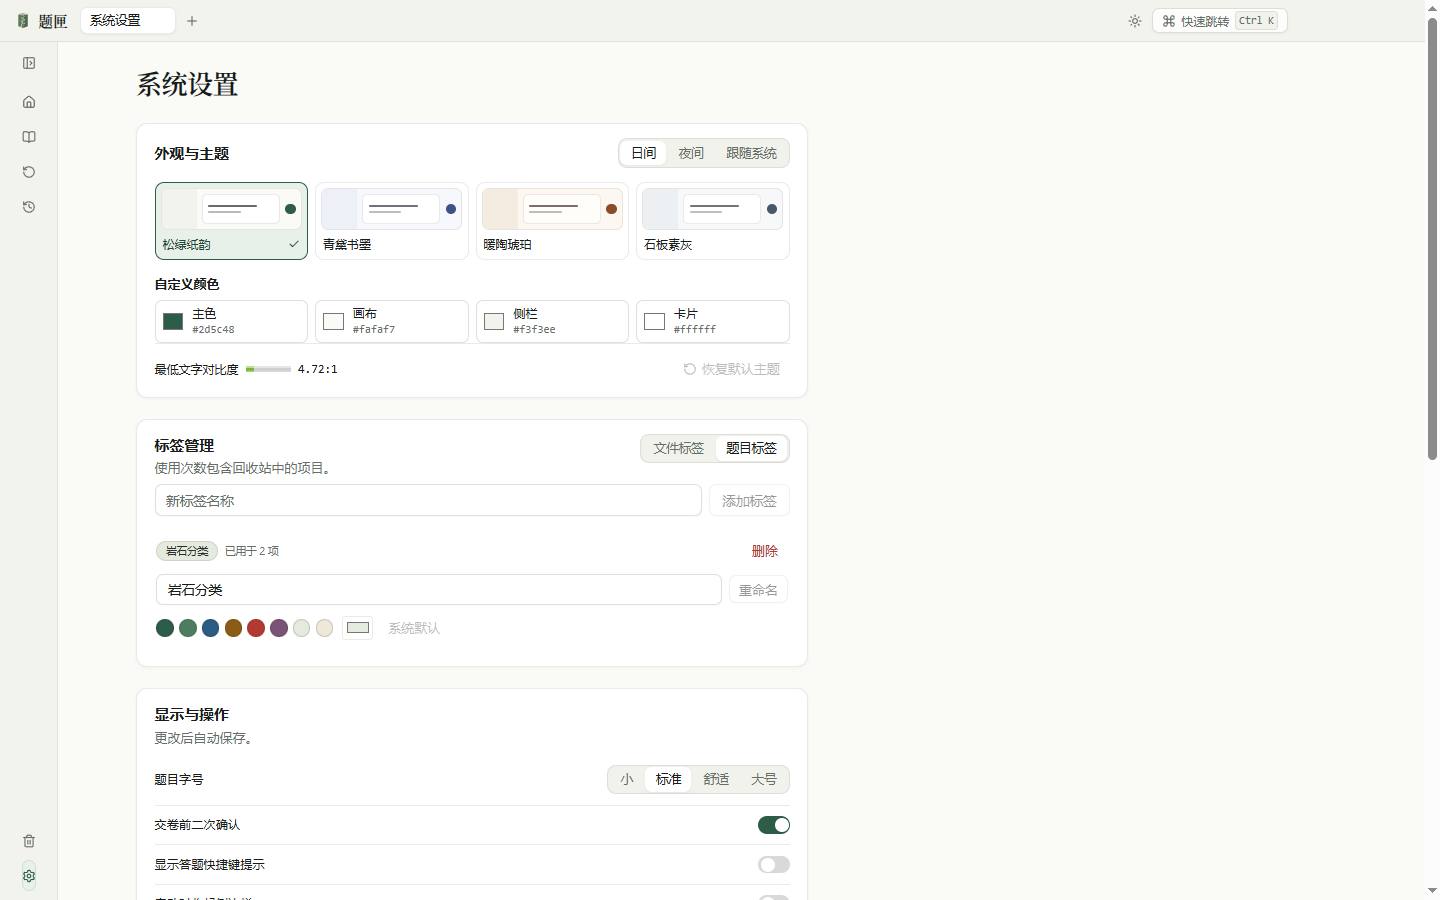 题匣
系统设置
快速跳转 Ctrl K
系统设置
外观与主题
日间 夜间 跟随系统
松绿纸韵 青黛书墨 暖陶琥珀 石板素灰
自定义颜色
主色 #2d5c48
画布 #fafaf7
侧栏 #f3f3ee
卡片 #ffffff
最低文字对比度 4.72:1 恢复默认主题
标签管理
文件标签 题目标签
使用次数包含回收站中的项目。
新标签名称 添加标签
岩石分类 已用于 2 项 删除
岩石分类 重命名
系统默认
显示与操作
更改后自动保存。
题目字号 小 标准 舒适 大号
交卷前二次确认
显示答题快捷键提示